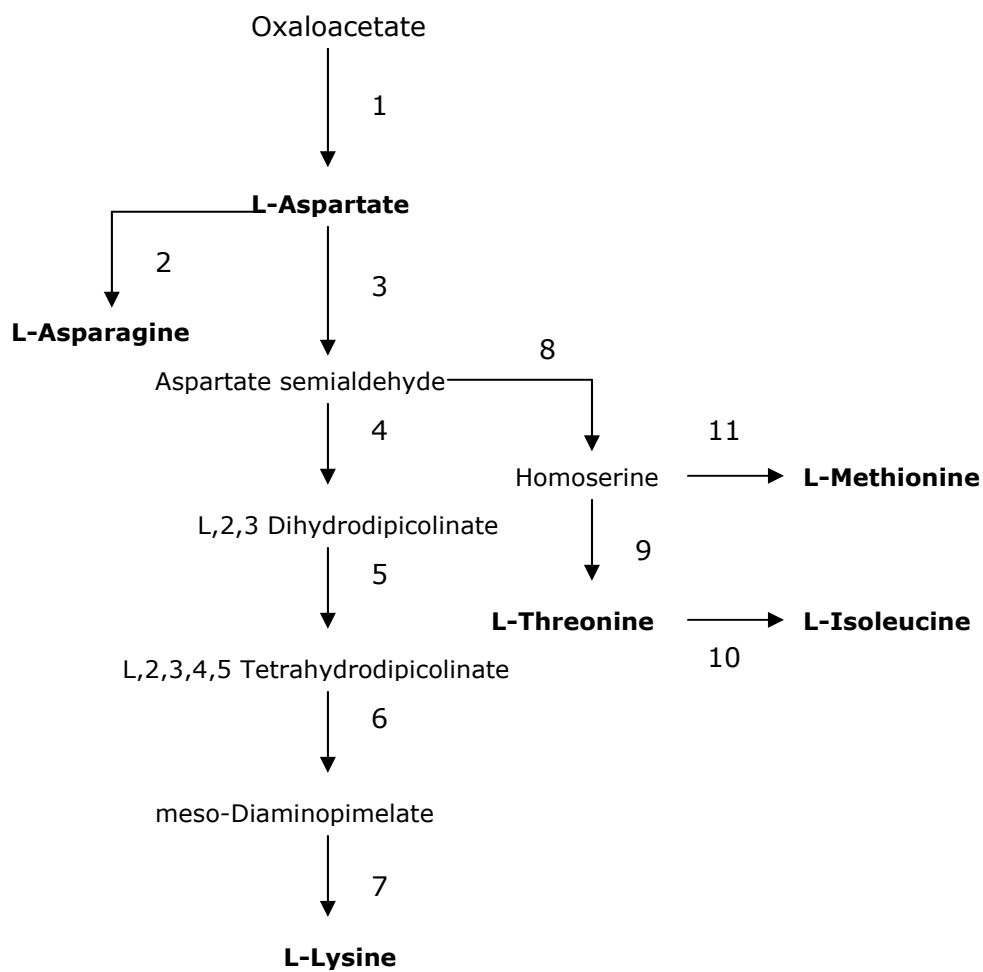 Oxaloacetate
1
L-Aspartate
2
3
L-Asparagine
8
Aspartate semialdehyde
4
11
Homoserine
L-Methionine
L,2,3 Dihydrodipicolinate
9
5
L-Threonine
L-Isoleucine
10
L,2,3,4,5 Tetrahydrodipicolinate
6
meso-Diaminopimelate
7
L-Lysine